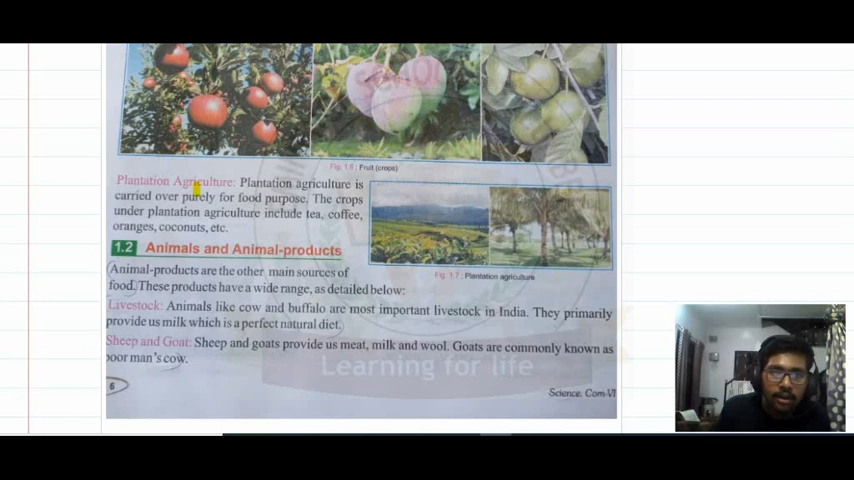 Fig. 1.6 : Fruit (crops)
Plantation Agriculture: Plantation agriculture is
carried over purely for food purpose. The crops
under plantation agriculture include tea, coffee,
oranges, coconuts, etc.
Fig. 1.7 : Plantation agriculture
1.2 Animals and Animal-products
Animal-products are the other main sources of
food. These products have a wide range, as detailed below:
Livestock: Animals like cow and buffalo are most important livestock in India. They primarily
provide us milk which is a perfect natural diet.
Sheep and Goat: Sheep and goats provide us meat, milk and wool. Goats are commonly known as
poor man's cow.
Learning for life
6
Science. Com-VI